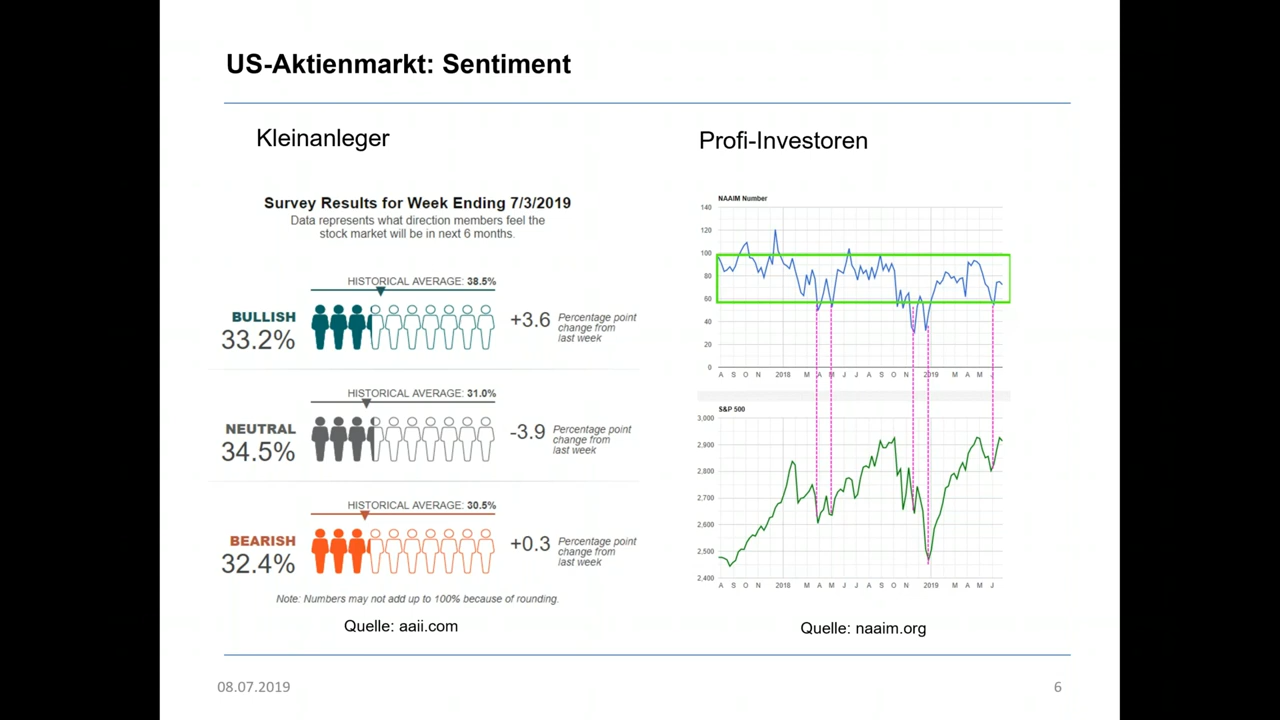 US-Aktienmarkt: Sentiment
Kleinanleger
Survey Results for Week Ending 7/3/2019
Data represents what direction members feel the
stock market will be in next 6 months.
HISTORICAL AVERAGE: 38.5%
BULLISH
33.2%
+3.6
Percentage point
change from
last week
HISTORICAL AVERAGE: 31.0%
NEUTRAL
34.5%
-3.9
Percentage point
change from
last week
HISTORICAL AVERAGE: 30.5%
BEARISH
32.4%
+0.3
Percentage point
change from
last week
Note: Numbers may not add up to 100% because of rounding.
Quelle: aaii.com
Profi-Investoren
NAAIM Number
140
120
100
80
60
40
20
0
A S O N 2018 M A M J J A S O N 2019 M A M J
S&P 500
3,000
2,900
2,800
2,700
2,600
2,500
2,400
A S O N 2018 M A M J J A S O N 2019 M A M J
Quelle: naaim.org
08.07.2019
6